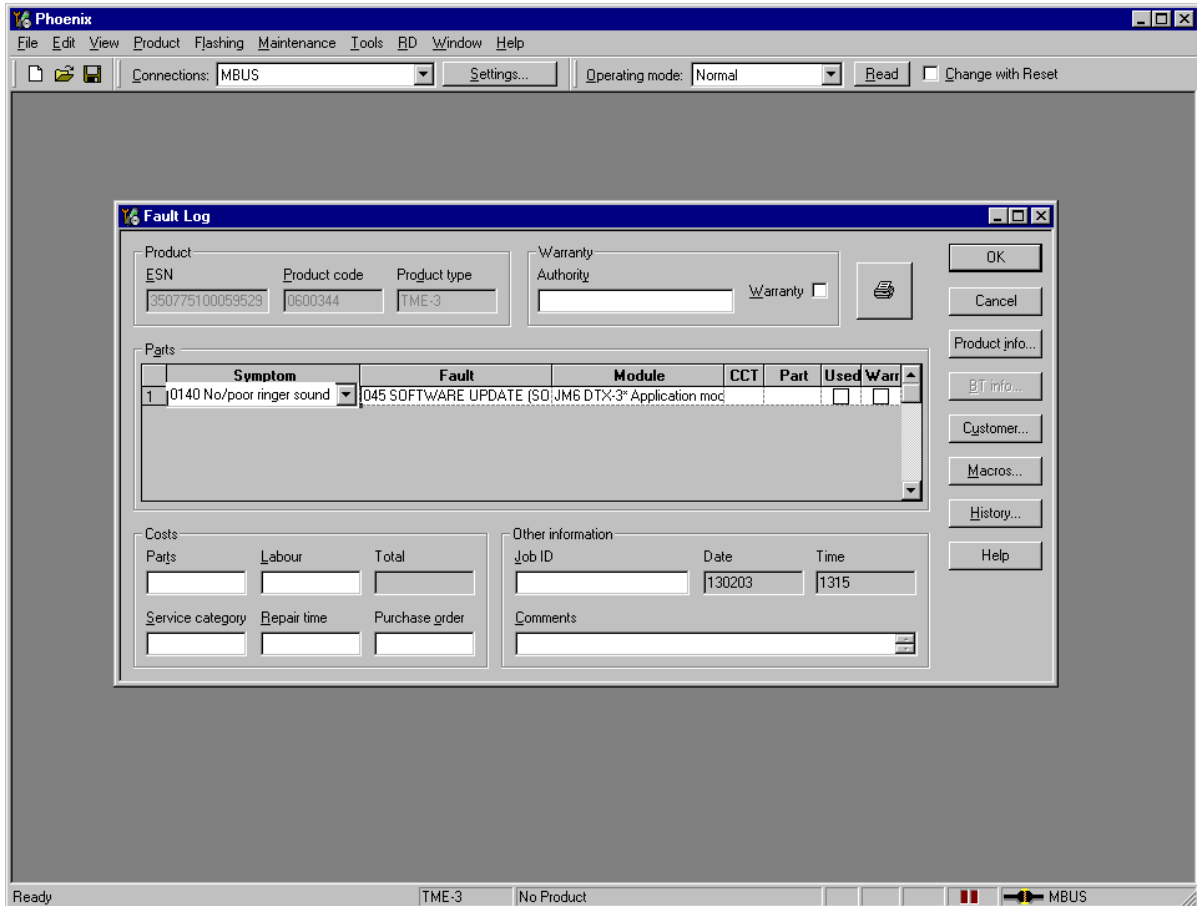 Phoenix
File Edit View Product Flashing Maintenance Tools RD Window Help
Connections: MBUS Settings... Operating mode: Normal Read Change with Reset
Fault Log
Product Warranty
ESN Product code Product type Authority
350775100059529 0600344 TME-3 Warranty
OK
Cancel
Product info...
BT info...
Customer...
Macros...
History...
Help
Parts
Symptom Fault Module CCT Part Used Warr
1 0140 No/poor ringer sound 045 SOFTWARE UPDATE (SO JM6 DTX-3* Application mod
Costs Other information
Parts Labour Total Job ID Date Time
130203 1315
Service category Repair time Purchase order Comments
Ready TME-3 No Product MBUS